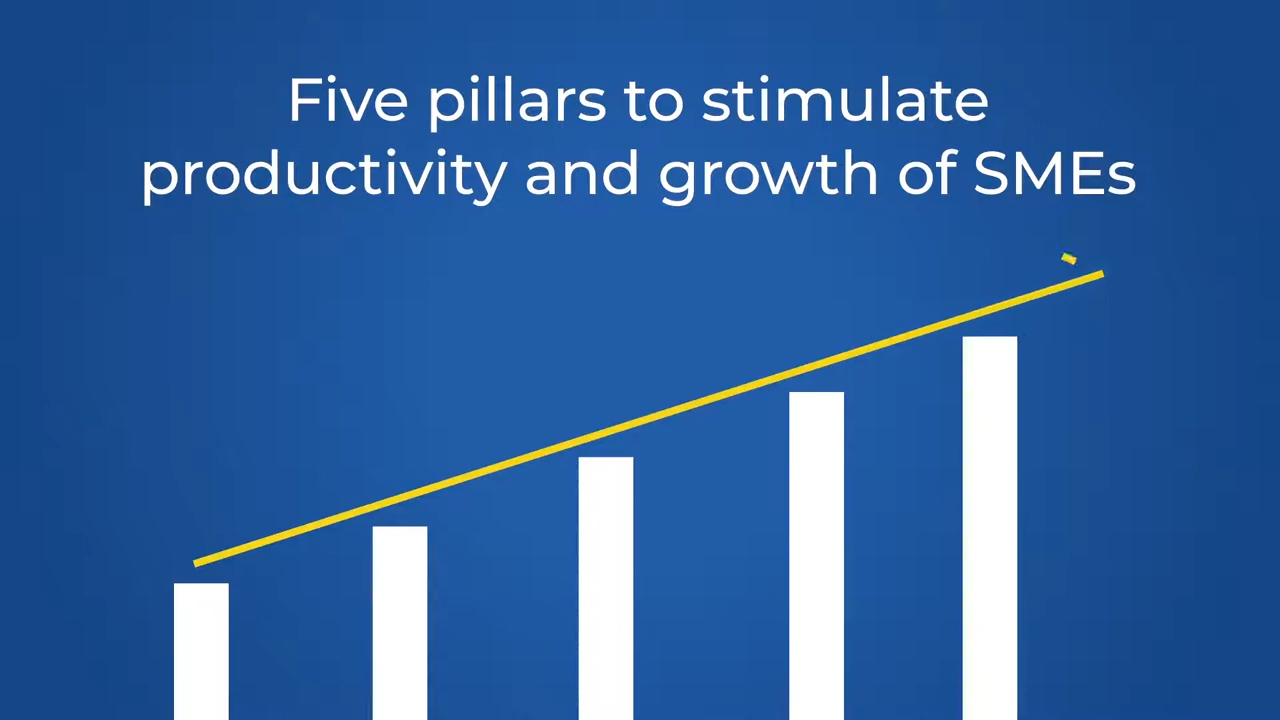 Five pillars to stimulate
productivity and growth of SMEs